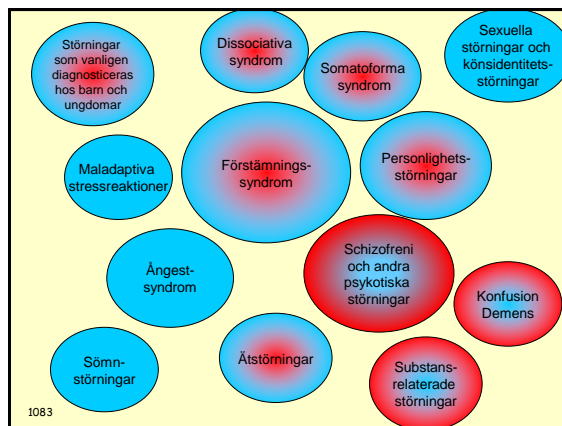 Störningar
som vanligen
diagnosticeras
hos barn och
ungdomar
Dissociativa
syndrom
Somatoforma
syndrom
Sexuella
störningar och
könsidentitets-
störningar
Maladaptiva
stressreaktioner
Förstämnings-
syndrom
Personlighets-
störningar
Ångest-
syndrom
Schizofreni
och andra
psykotiska
störningar
Konfusion
Demens
Sömn-
störningar
Ätstörningar
Substans-
relaterade
störningar
1083